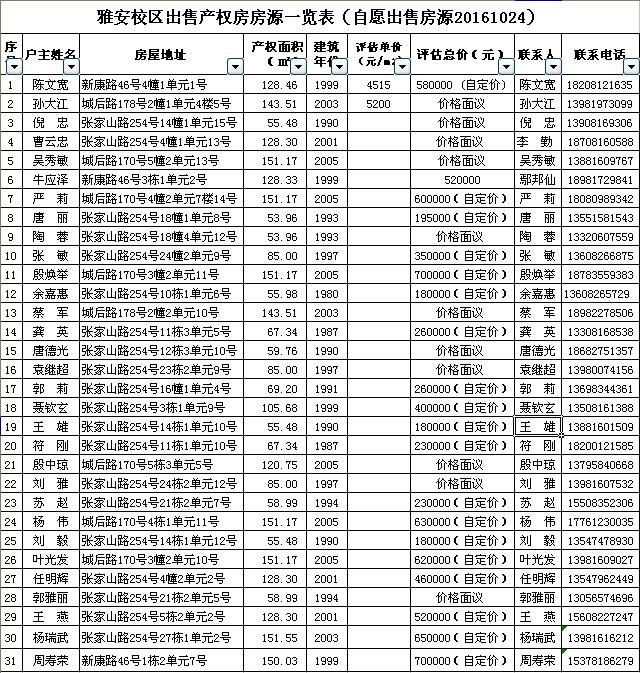 雅安校区出售产权房房源一览表（自愿出售房源20161024）
序号 户主姓名 房屋地址 产权面积（㎡） 建筑年份 评估单价（元/m2 评估总价（元） 联系人 联系电话
1 陈文宽 新康路46号4幢1单元1号 128.46 1999 4515 580000 （自定价） 陈文宽 18208121635
2 孙大江 城后路178号2幢1单元4楼5号 143.51 2003 5200 价格面议 孙大江 13981973099
3 倪 忠 张家山路254号14幢1单元15号 55.48 1990 价格面议 倪 忠 13908169306
4 曹云忠 张家山路254号4幢1单元13号 128.30 2001 价格面议 李 勤 18708160588
5 吴秀敏 城后路170号5幢2单元13号 151.17 2005 价格面议 吴秀敏 13881609767
6 牛应泽 新康路46号3栋1单元2号 128.33 1999 520000 鄢邦仙 18981729841
7 严 莉 城后路170号4幢2单元7楼14号 151.17 2005 600000（自定价） 严 莉 18080989342
8 唐 丽 张家山路254号18幢1单元8号 53.96 1993 195000（自定价） 唐 丽 13551581543
9 陶 蓉 张家山路254号18幢4单元12号 53.96 1993 价格面议 陶 蓉 13320607559
10 张 敏 张家山路254号24幢2单元9号 85.00 1997 350000（自定价） 张 敏 13608266875
11 殷焕举 城后路170号3幢2单元11号 151.17 2005 700000（自定价） 殷焕举 18783559383
12 余嘉惠 张家山路254号10栋1单元6号 55.98 1980 180000（自定价） 余嘉惠 13608265729
13 蔡 军 城后路178号2幢2单元10号 143.51 2003 价格面议 蔡 军 18982278506
14 龚 英 张家山路254号11栋3单元5号 67.34 1987 260000（自定价） 龚 英 13308168538
15 唐德光 张家山路254号12栋3单元10号 59.76 1990 价格面议 唐德光 18682751357
16 袁继超 张家山路254号23栋2单元9号 85.00 1997 价格面议 袁继超 13980074156
17 郭 莉 张家山路254号16幢1单元4号 69.20 1991 260000（自定价） 郭 莉 13698344361
18 聂钦玄 张家山路254号3栋1单元9号 105.68 1999 400000（自定价） 聂钦玄 13508161388
19 王 雄 张家山路254号14栋1单元10号 55.48 1990 180000（自定价） 王 雄 13881601509
20 符 刚 张家山路254号11栋1单元10号 67.34 1987 230000（自定价） 符 刚 18200121585
21 殷中琼 城后路170号5栋3单元5号 120.75 2005 价格面议 殷中琼 13795840668
22 刘 雅 张家山路254号24栋2单元12号 85.00 1997 价格面议 刘 雅 13981607532
23 苏 赵 张家山路254号21栋2单元7号 58.99 1994 230000（自定价） 苏 赵 15508352306
24 杨 伟 城后路170号4栋1单元11号 151.17 2005 630000（自定价） 杨 伟 17761230035
25 刘 毅 张家山路254号14栋1单元12号 55.48 1990 180000（自定价） 刘 毅 13547478930
26 叶光发 城后路170号3幢2单元10号 151.17 2005 620000（自定价） 叶光发 13981609027
27 任明辉 张家山路254号4幢2单元2号 128.30 2001 460000（自定价） 任明辉 13547962449
28 郭雅丽 张家山路254号21栋2单元5号 58.99 1994 价格面议 郭雅丽 13056574696
29 王 燕 张家山路254号5栋2单元2号 128.30 2001 520000（自定价） 王 燕 15608227247
30 杨瑞武 张家山路254号27栋1单元2号 151.55 2003 650000（自定价） 杨瑞武 13981616212
31 周寿荣 新康路46号1栋2单元7号 150.03 1999 700000（自定价） 周寿荣 15378186279